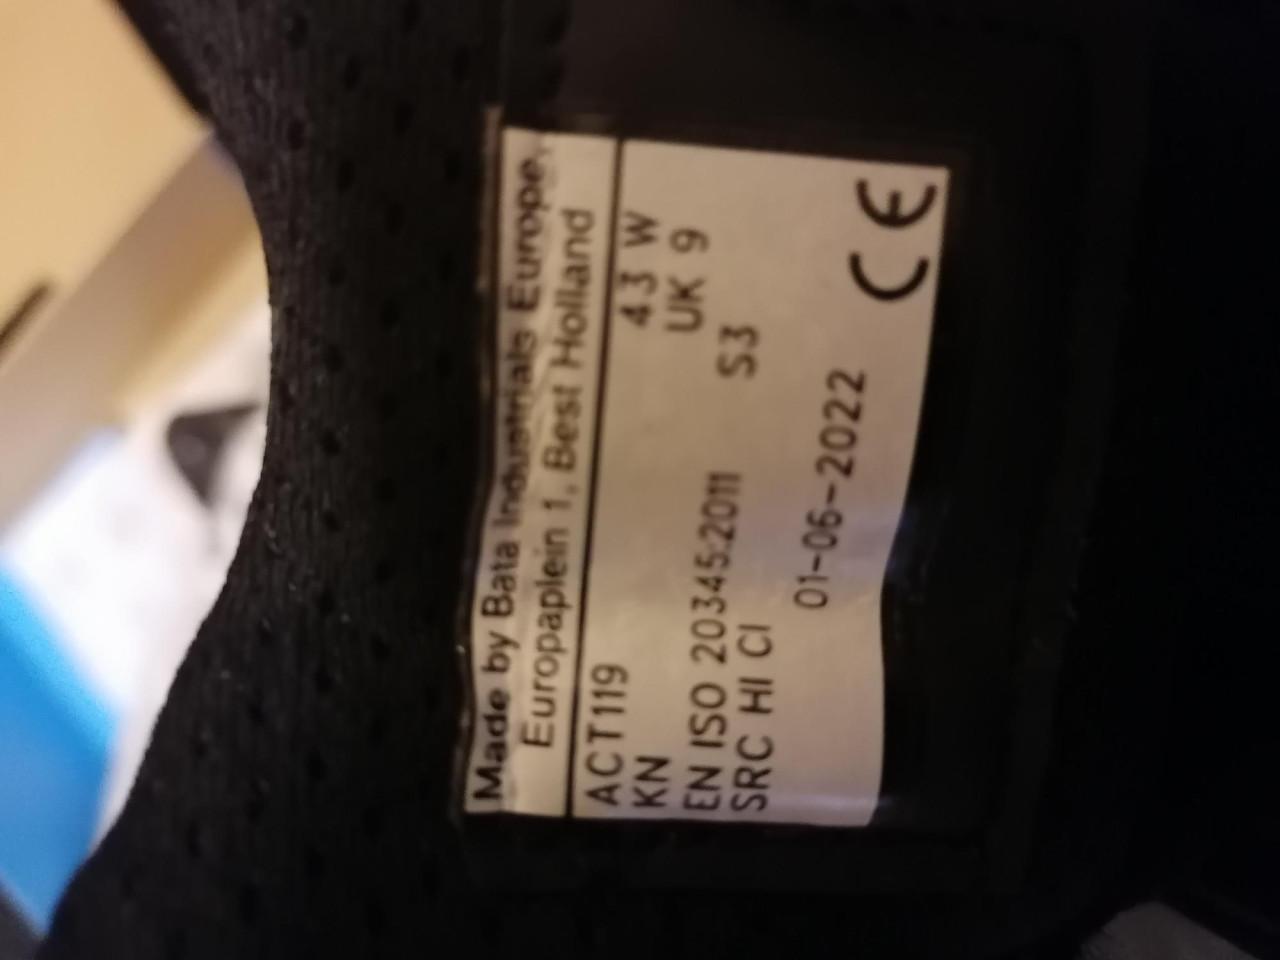 Made by Bata Industrials Europe.
Europaplein 1, Best Holland
ACT119 43 W
KN UK 9
EN ISO 20345:2011 S3
SRC HI CI
01-06-2022
CE